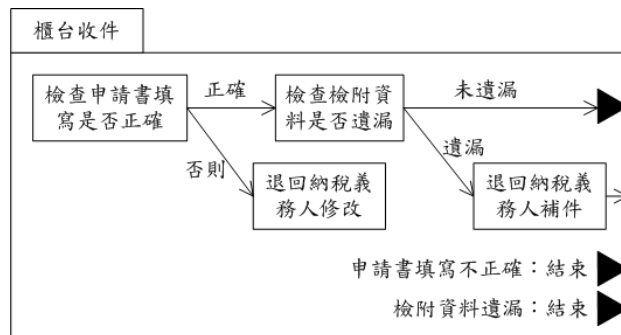 櫃台收件
檢查申請書填
寫是否正確
正確
檢查檢附資
料是否遺漏
未遺漏
否則
遺漏
退回納稅義
務人修改
退回納稅義
務人補件
申請書填寫不正確：結束
檢附資料遺漏：結束